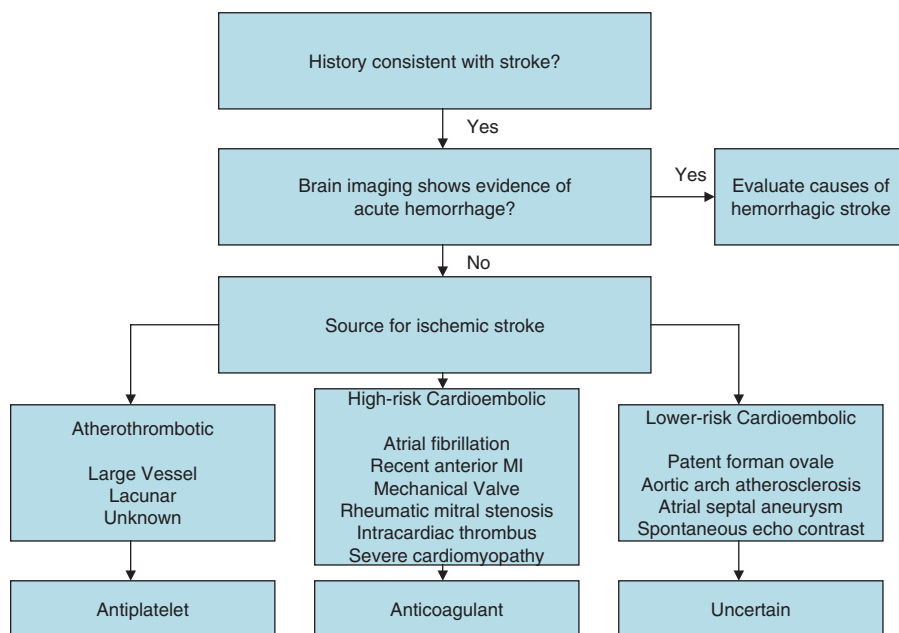 History consistent with stroke?
Yes
Brain imaging shows evidence of
acute hemorrhage?
Yes
Evaluate causes of
hemorrhagic stroke
No
Source for ischemic stroke
Atherothrombotic
Large Vessel
Lacunar
Unknown
High-risk Cardioembolic
Atrial fibrillation
Recent anterior MI
Mechanical Valve
Rheumatic mitral stenosis
Intracardiac thrombus
Severe cardiomyopathy
Lower-risk Cardioembolic
Patent forman ovale
Aortic arch atherosclerosis
Atrial septal aneurysm
Spontaneous echo contrast
Antiplatelet
Anticoagulant
Uncertain